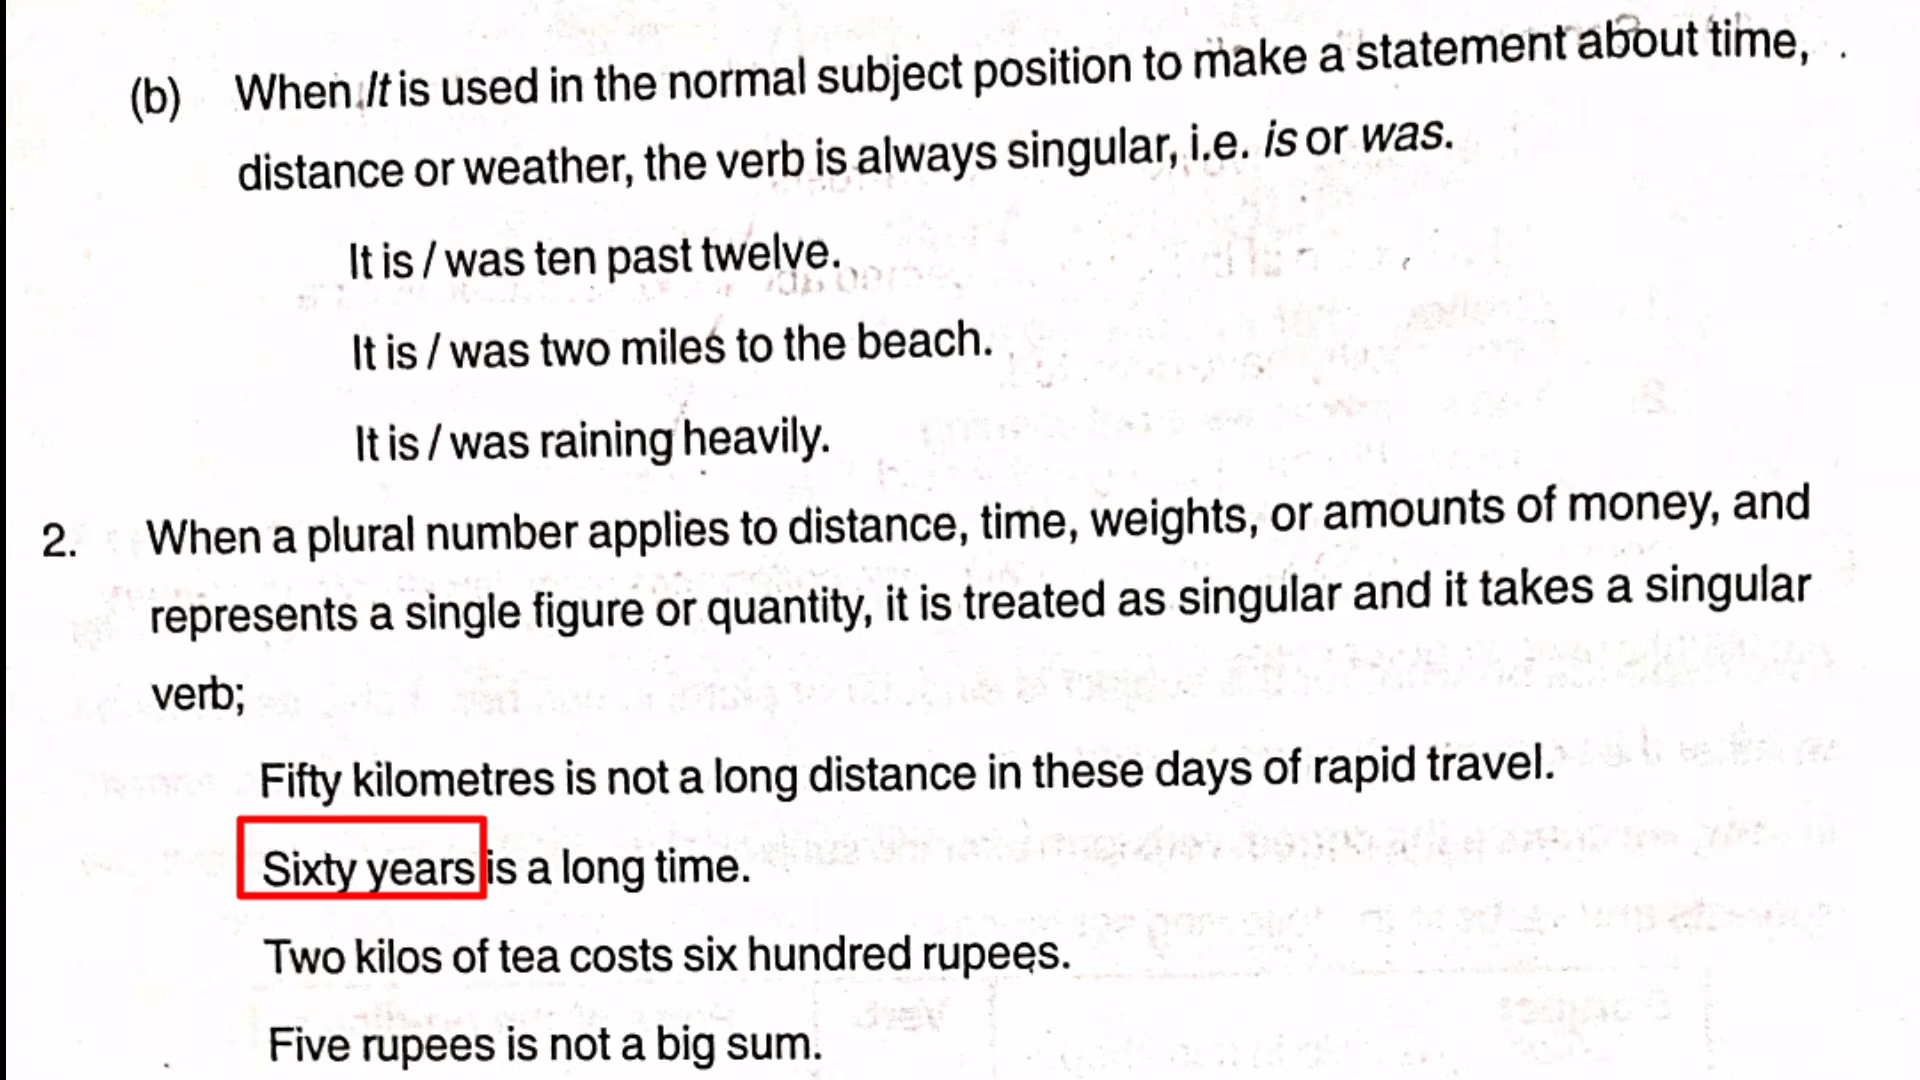 (b) When It is used in the normal subject position to make a statement about time,
distance or weather, the verb is always singular, i.e. is or was.
It is / was ten past twelve.
It is / was two miles to the beach.
It is / was raining heavily.
2. When a plural number applies to distance, time, weights, or amounts of money, and
represents a single figure or quantity, it is treated as singular and it takes a singular
verb;
Fifty kilometres is not a long distance in these days of rapid travel.
Sixty years is a long time.
Two kilos of tea costs six hundred rupees.
Five rupees is not a big sum.